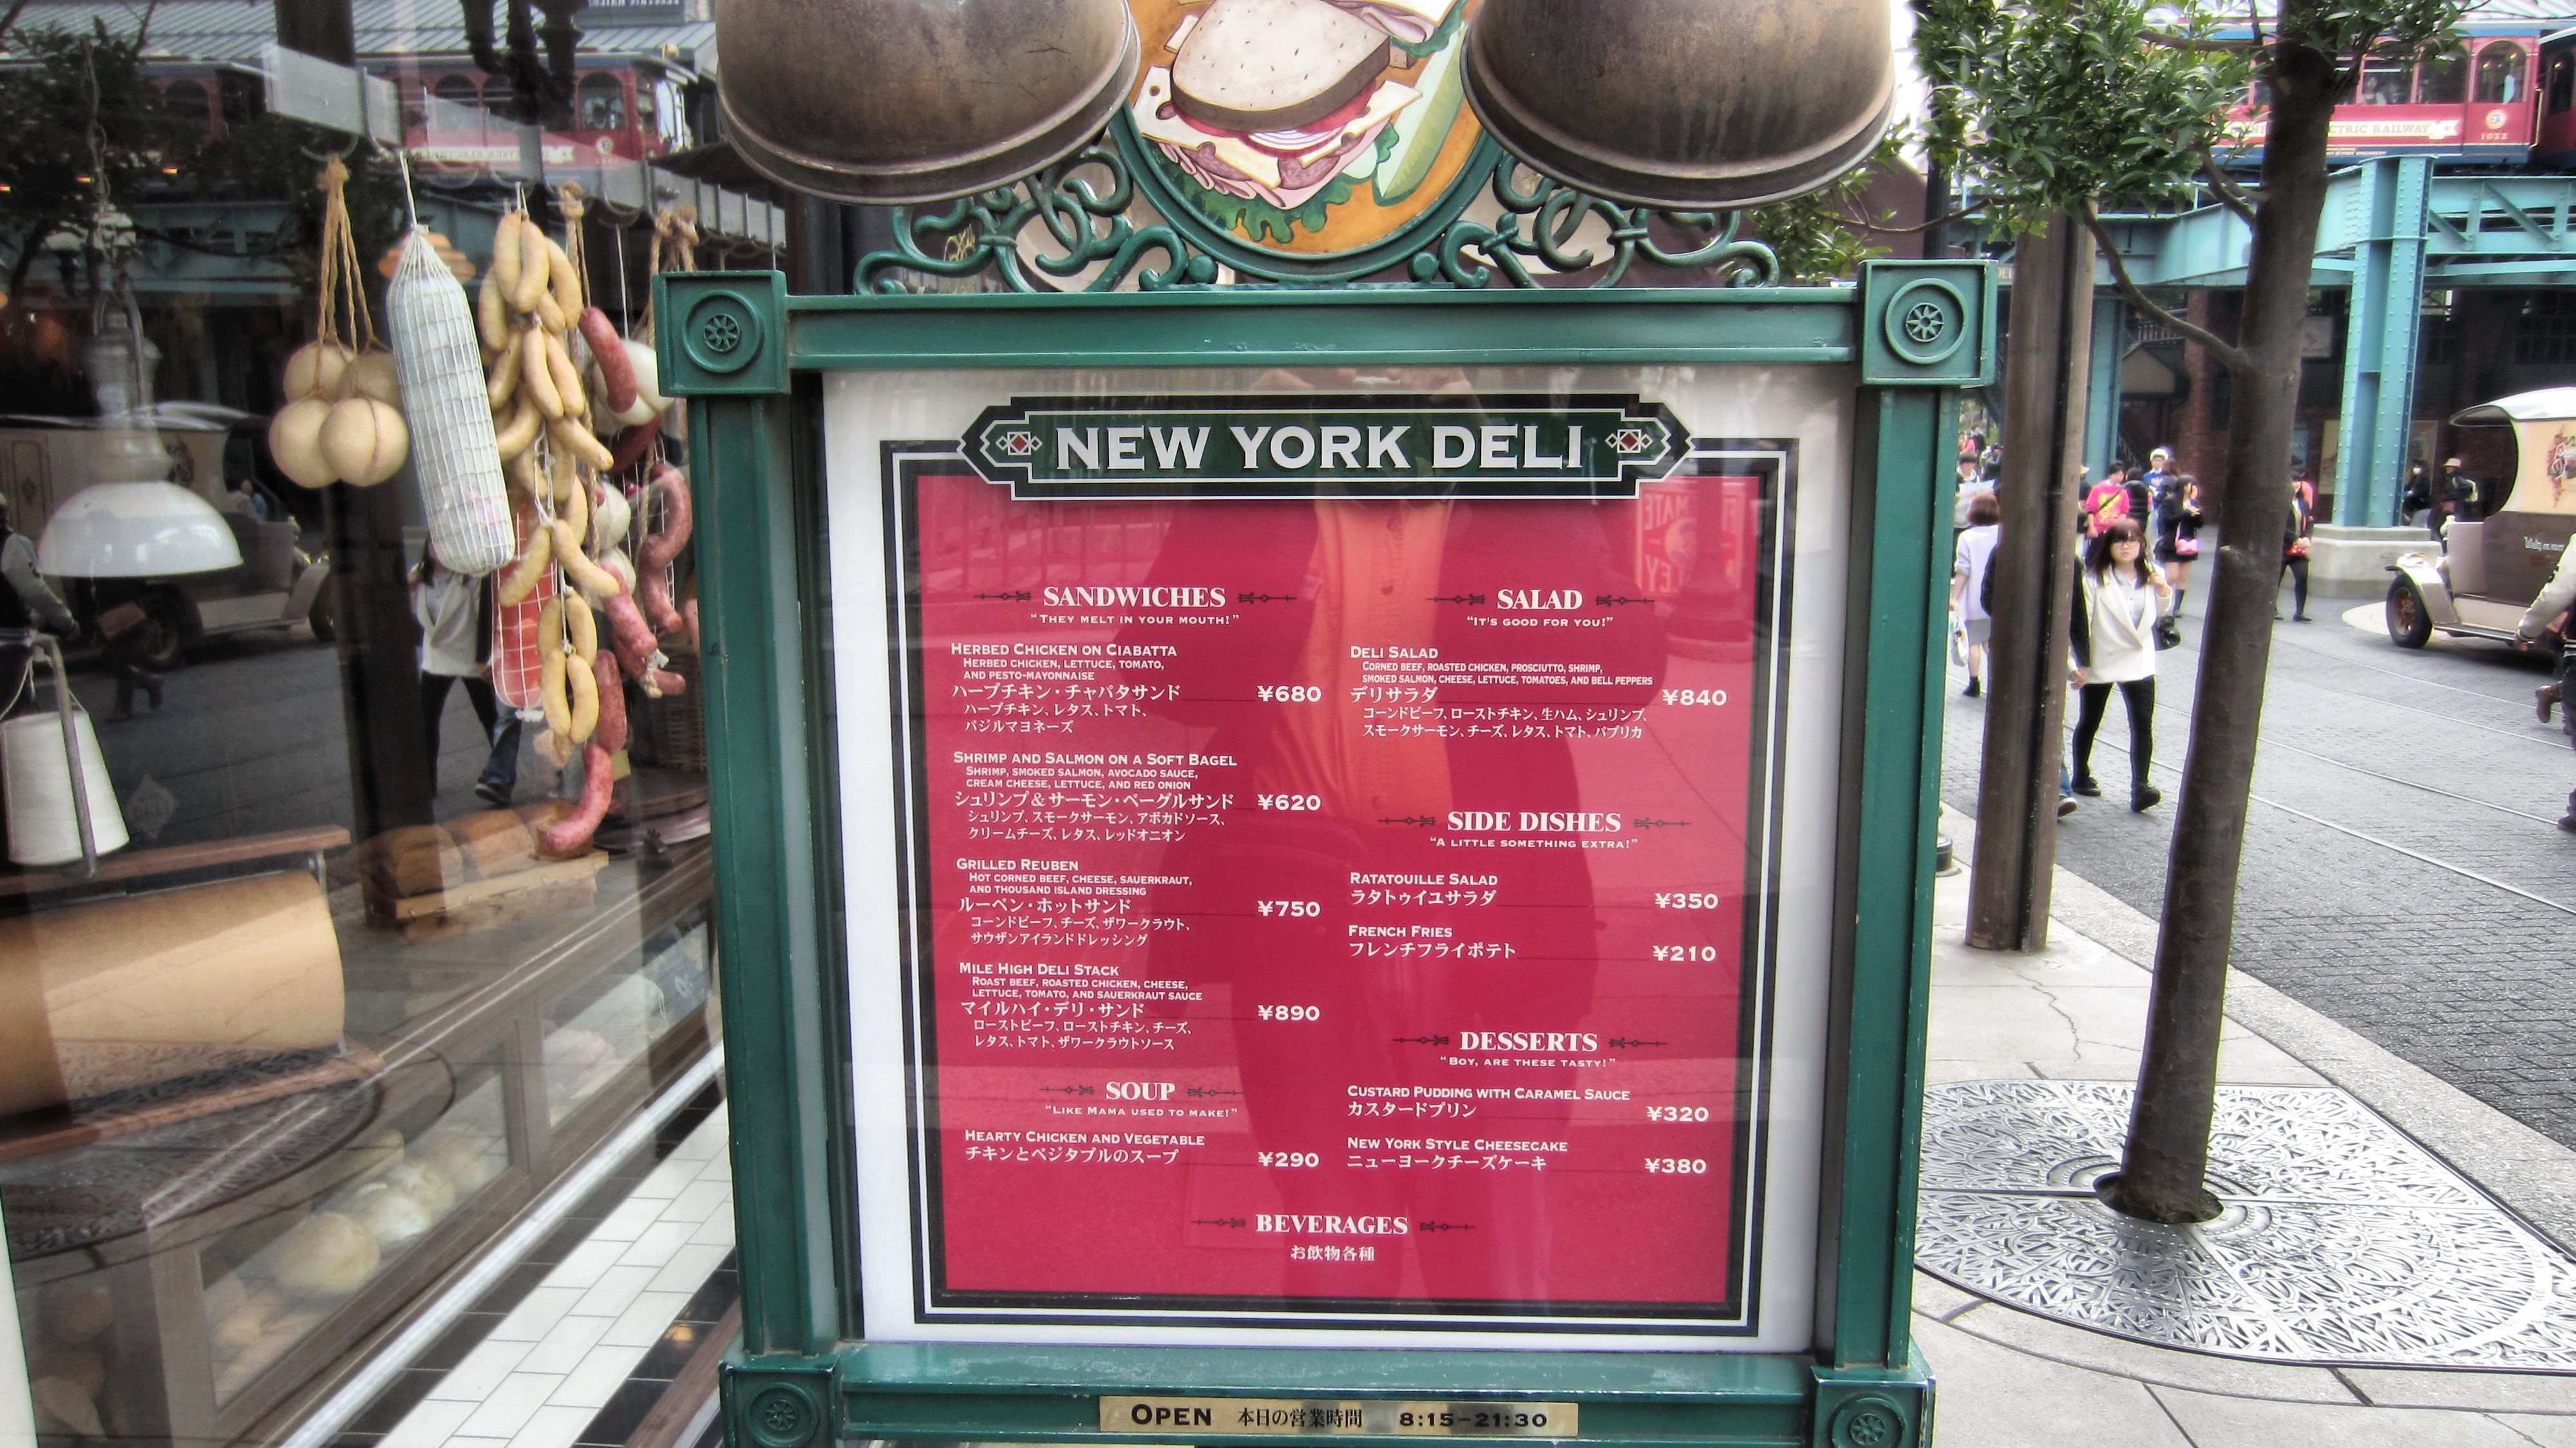 NEW YORK DELI
SANDWICHES
"THEY MELT IN YOUR MOUTH!"
HERBED CHICKEN ON CIABATTA
HERBED CHICKEN, LETTUCE, TOMATO,
AND PESTO-MAYONNAISE
ハーブチキン・チャバタサンド ¥680
ハーブチキン、レタス、トマト、
バジルマヨネーズ
SHRIMP AND SALMON ON A SOFT BAGEL
SHRIMP, SMOKED SALMON, AVOCADO SAUCE,
CREAM CHEESE, LETTUCE, AND RED ONION
シュリンプ&サーモン・ベーグルサンド ¥620
シュリンプ、スモークサーモン、アボカドソース、
クリームチーズ、レタス、レッドオニオン
GRILLED REUBEN
HOT CORNED BEEF, CHEESE, SAUERKRAUT,
AND THOUSAND ISLAND DRESSING
ルーベン・ホットサンド ¥750
コーンドビーフ、チーズ、ザワークラウト、
サウザンアイランドドレッシング
MILE HIGH DELI STACK
ROAST BEEF, ROASTED CHICKEN, CHEESE,
LETTUCE, TOMATO, AND SAUERKRAUT SAUCE
マイルハイ・デリ・サンド ¥890
ローストビーフ、ローストチキン、チーズ、
レタス、トマト、ザワークラウトソース
SOUP
"LIKE MAMA USED TO MAKE!"
HEARTY CHICKEN AND VEGETABLE
チキンとベジタブルのスープ ¥290
SALAD
"IT'S GOOD FOR YOU!"
DELI SALAD
CORNED BEEF, ROASTED CHICKEN, PROSCIUTTO, SHRIMP,
SMOKED SALMON, CHEESE, LETTUCE, TOMATOES, AND BELL PEPPERS
デリサラダ ¥840
コーンドビーフ、ローストチキン、生ハム、シュリンプ、
スモークサーモン、チーズ、レタス、トマト、パプリカ
SIDE DISHES
"A LITTLE SOMETHING EXTRA!"
RATATOUILLE SALAD
ラタトゥイユサラダ ¥350
FRENCH FRIES
フレンチフライポテト ¥210
DESSERTS
"BOY, ARE THESE TASTY!"
CUSTARD PUDDING WITH CARAMEL SAUCE
カスタードプリン ¥320
NEW YORK STYLE CHEESECAKE
ニューヨークチーズケーキ ¥380
BEVERAGES
お飲物各種
OPEN 本日の営業時間 8:15-21:30
RAILWAY
1022